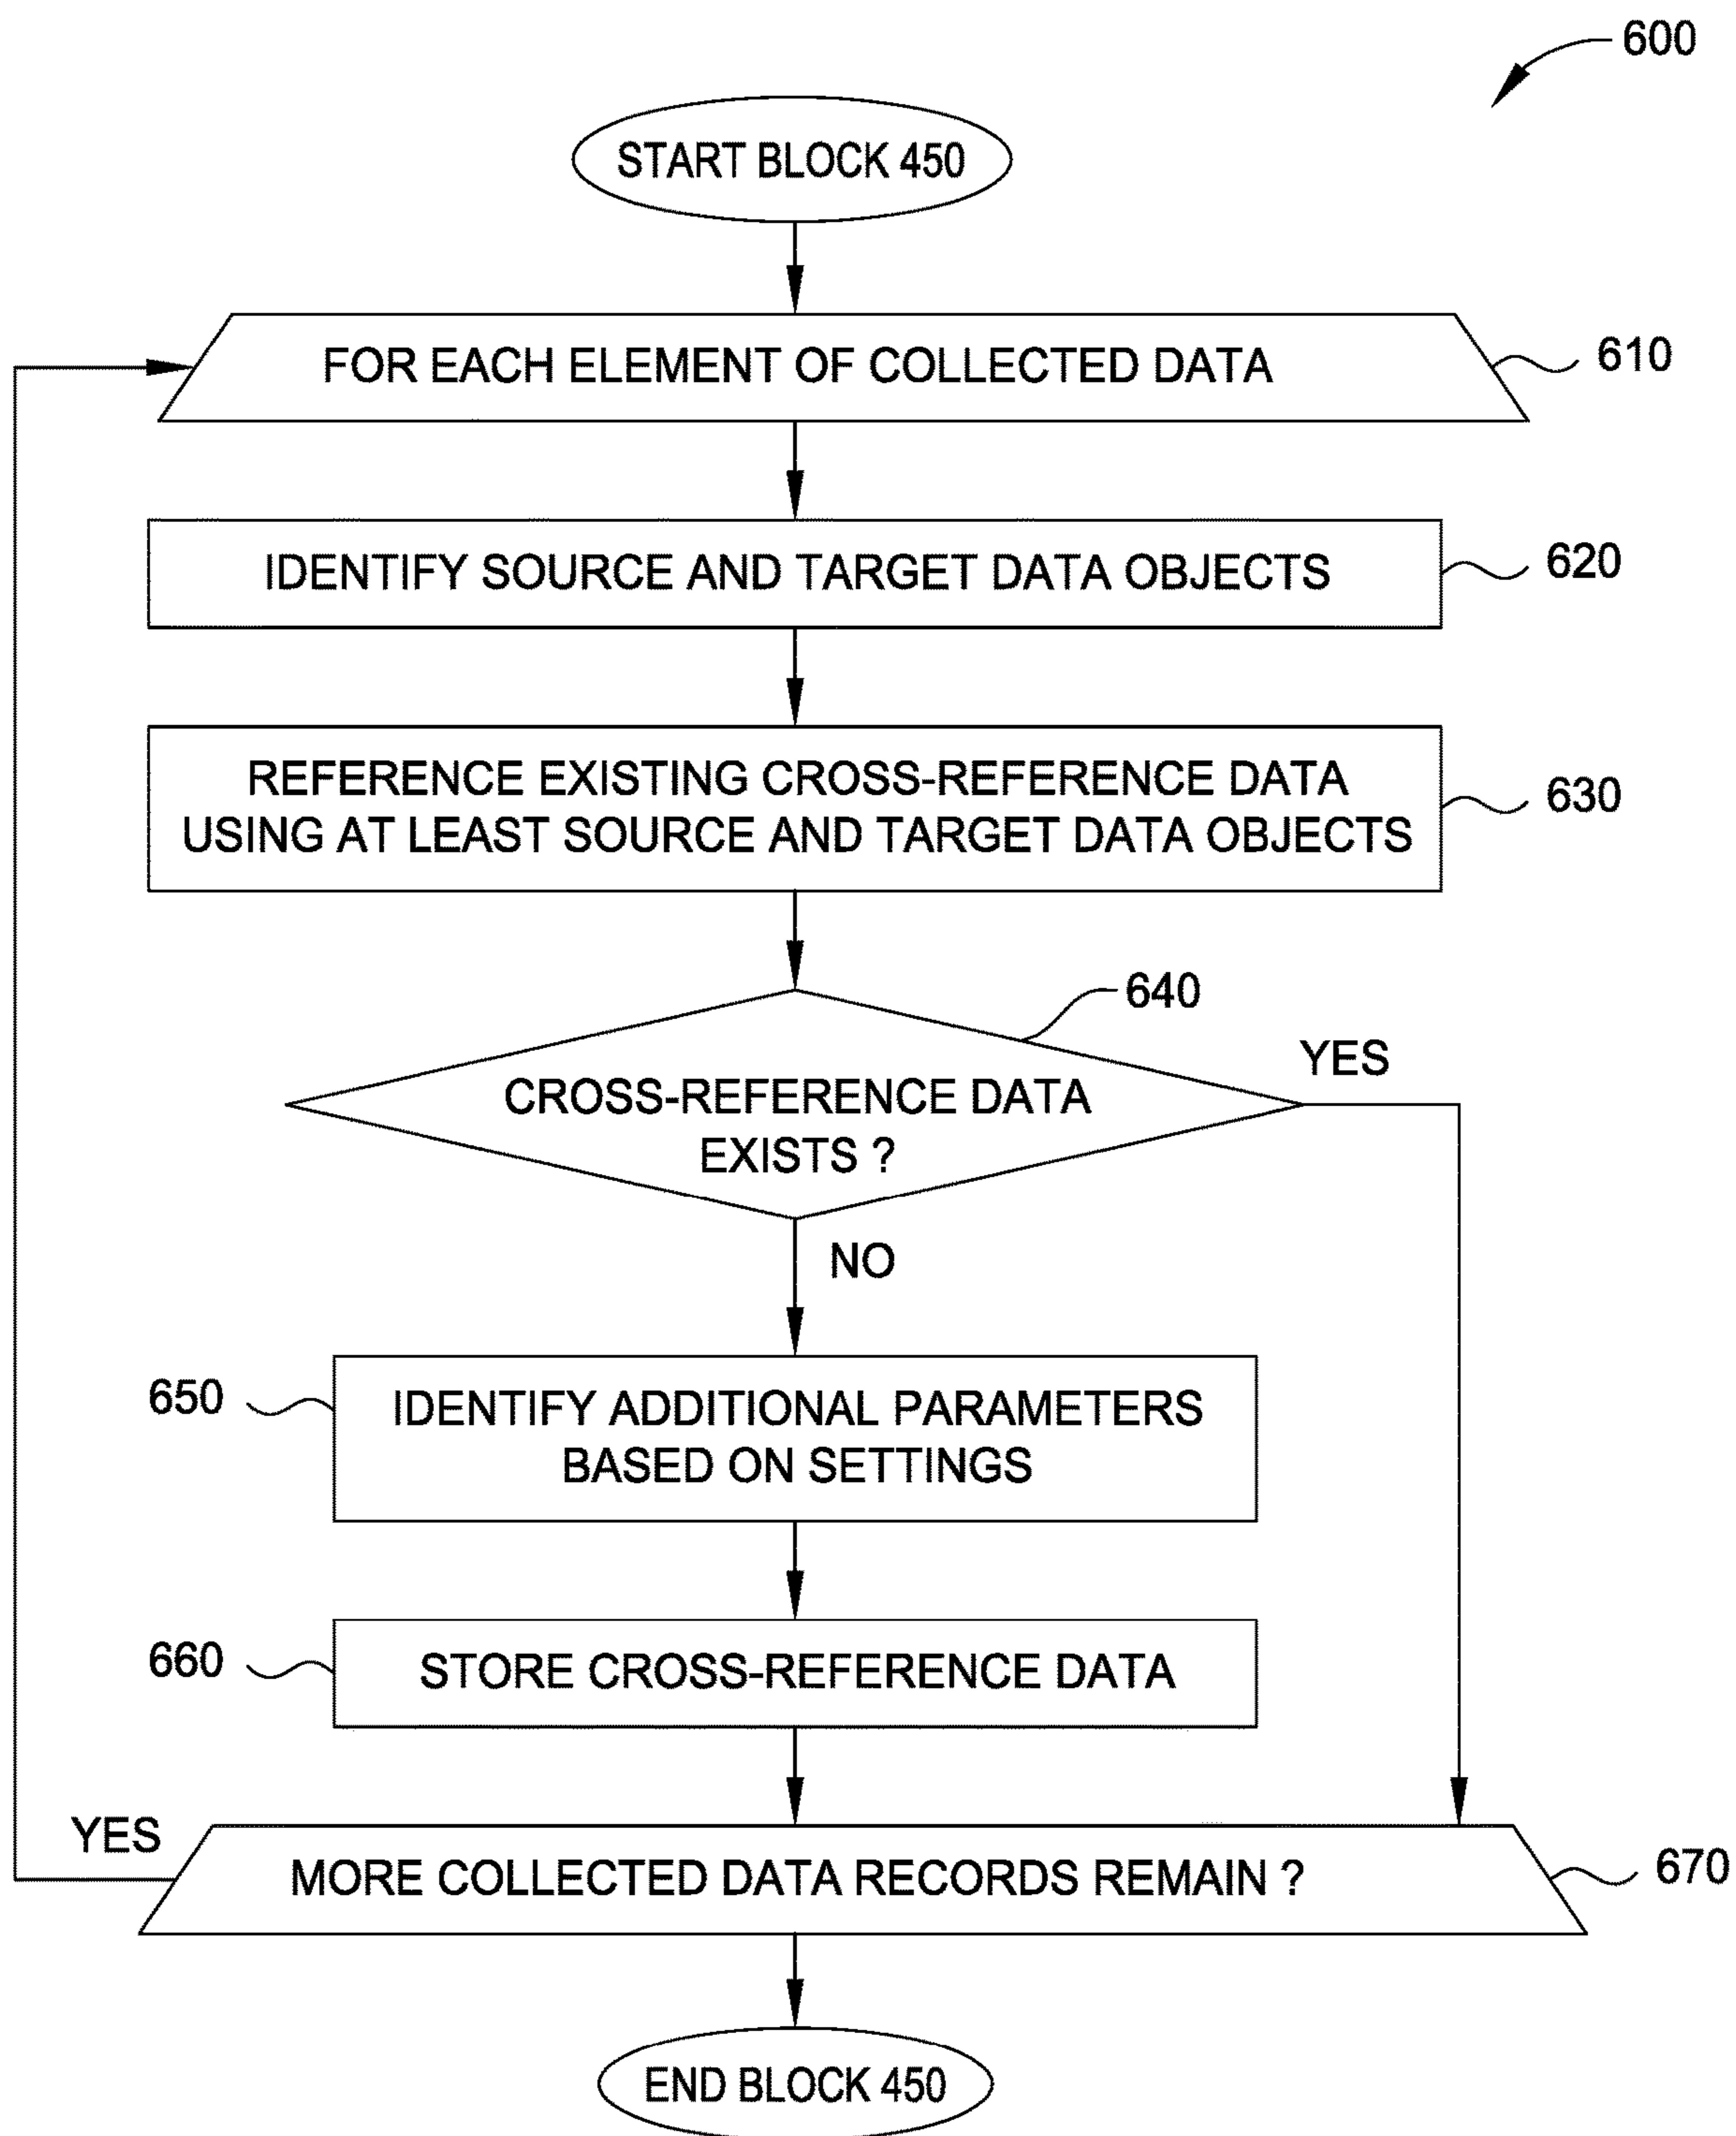 600
START BLOCK 450
FOR EACH ELEMENT OF COLLECTED DATA
610
IDENTIFY SOURCE AND TARGET DATA OBJECTS
620
REFERENCE EXISTING CROSS-REFERENCE DATA
USING AT LEAST SOURCE AND TARGET DATA OBJECTS
630
640
YES
CROSS-REFERENCE DATA
EXISTS ?
NO
650
IDENTIFY ADDITIONAL PARAMETERS
BASED ON SETTINGS
660
STORE CROSS-REFERENCE DATA
YES
MORE COLLECTED DATA RECORDS REMAIN ?
670
END BLOCK 450